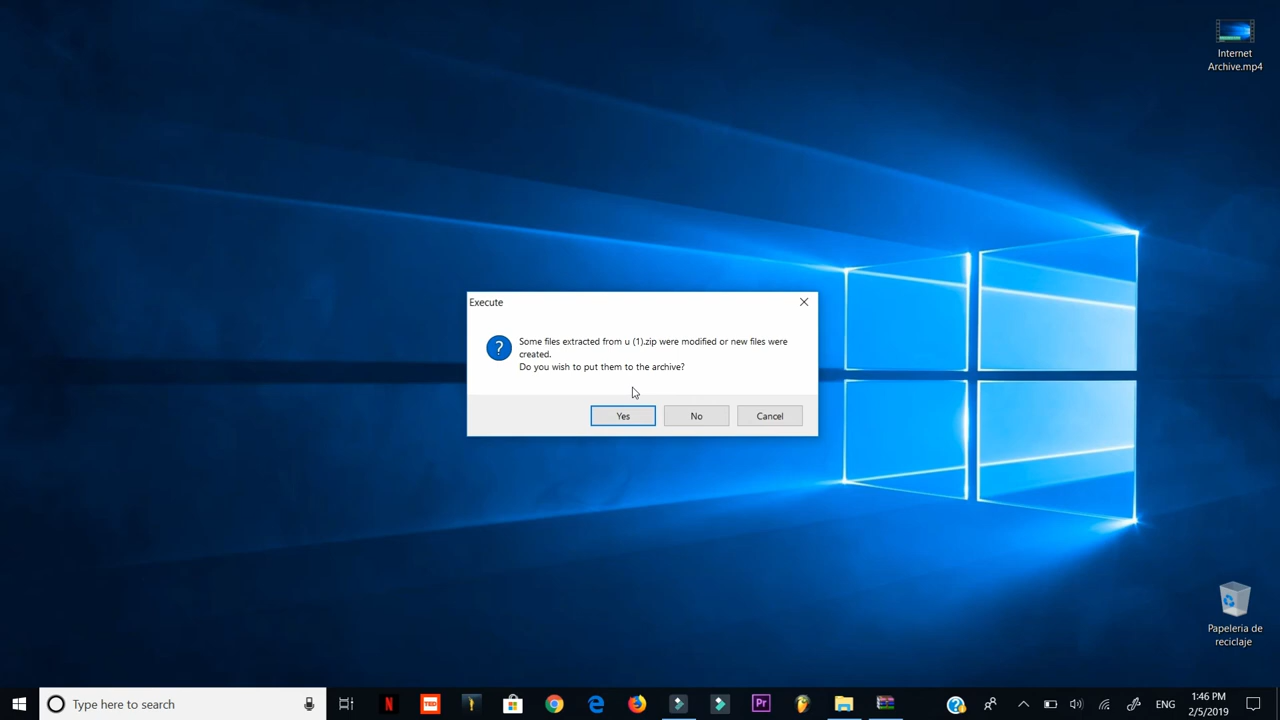 Internet
Archive.mp4
Execute
Some files extracted from u (1).zip were modified or new files were
created.
Do you wish to put them to the archive?
Yes
No
Cancel
Papeleria de
reciclaje
Type here to search
N
TED
Pr
ENG
1:46 PM
2/5/2019